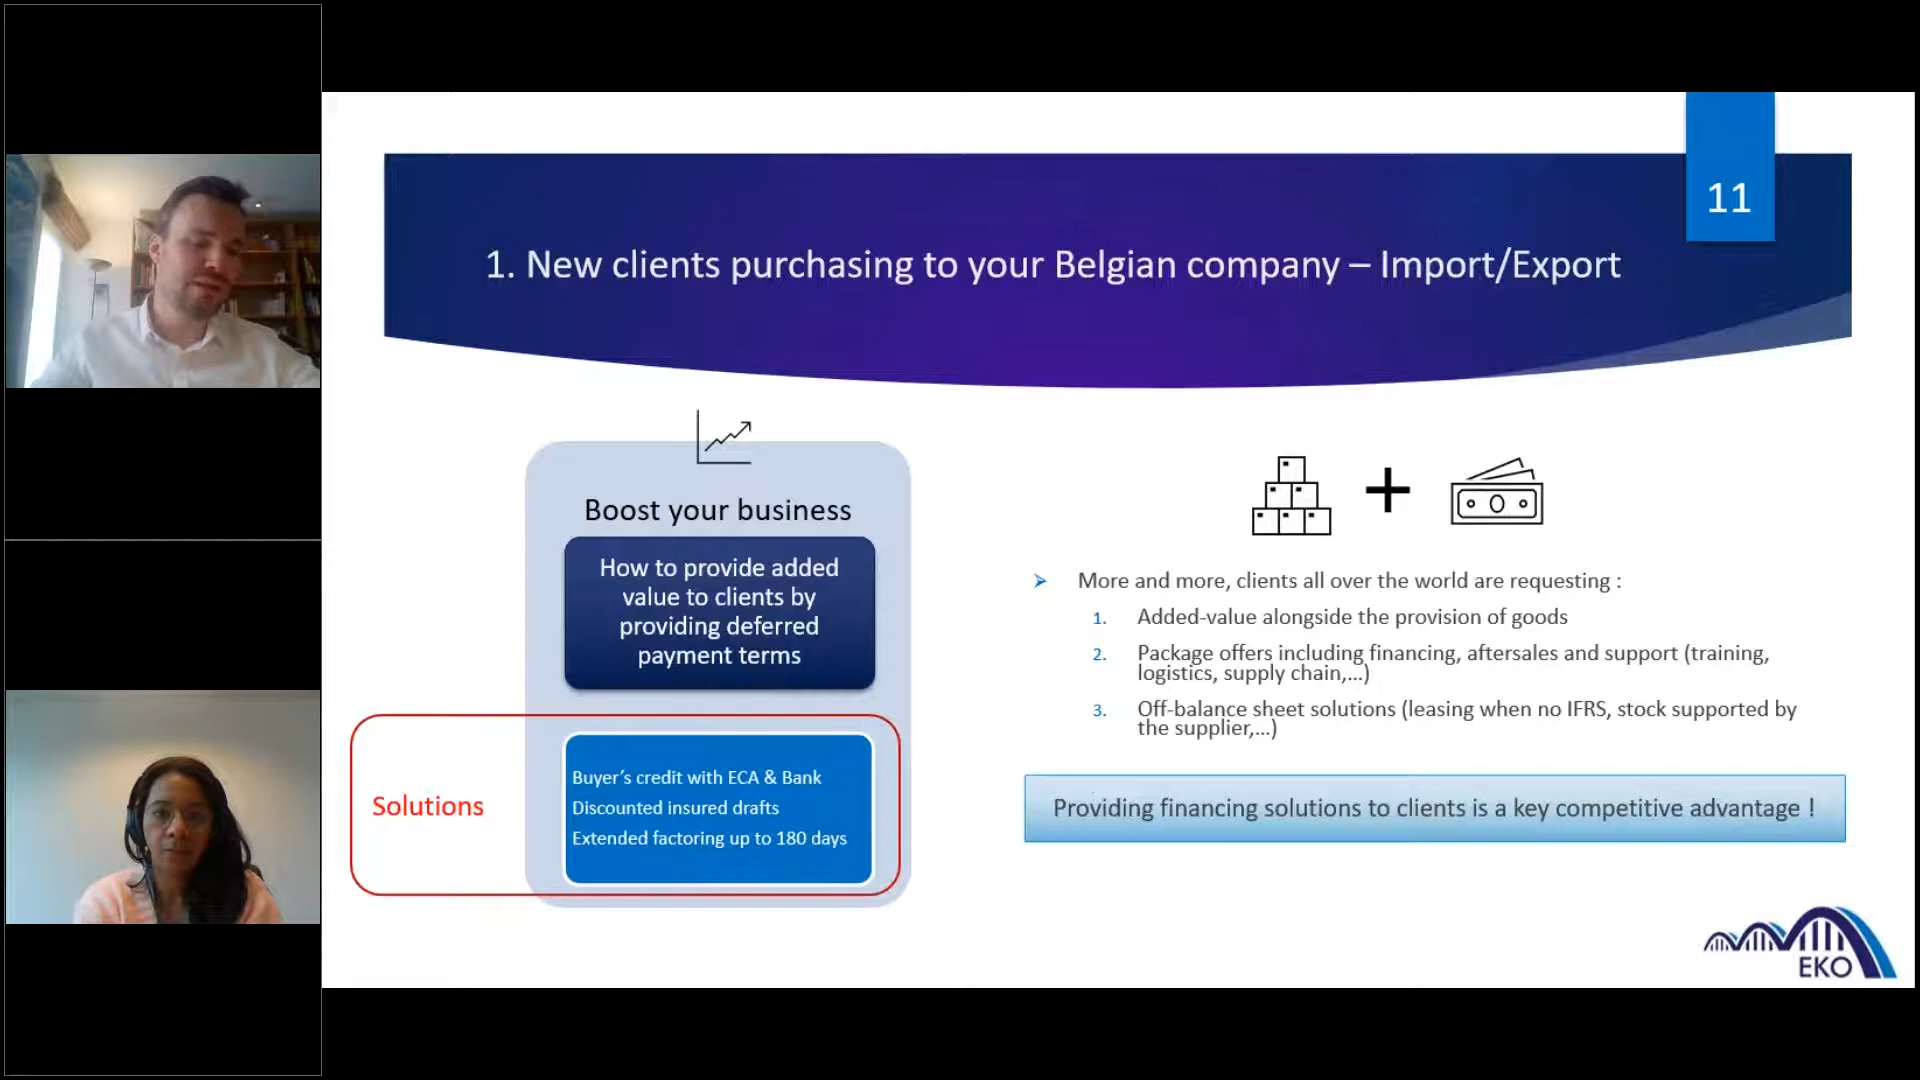 11
1. New clients purchasing to your Belgian company – Import/Export
Boost your business
How to provide added
value to clients by
providing deferred
payment terms
Solutions
Buyer’s credit with ECA & Bank
Discounted insured drafts
Extended factoring up to 180 days
More and more, clients all over the world are requesting :
1. Added-value alongside the provision of goods
2. Package offers including financing, aftersales and support (training,
logistics, supply chain,...)
3. Off-balance sheet solutions (leasing when no IFRS, stock supported by
the supplier,...)
Providing financing solutions to clients is a key competitive advantage !
EKO